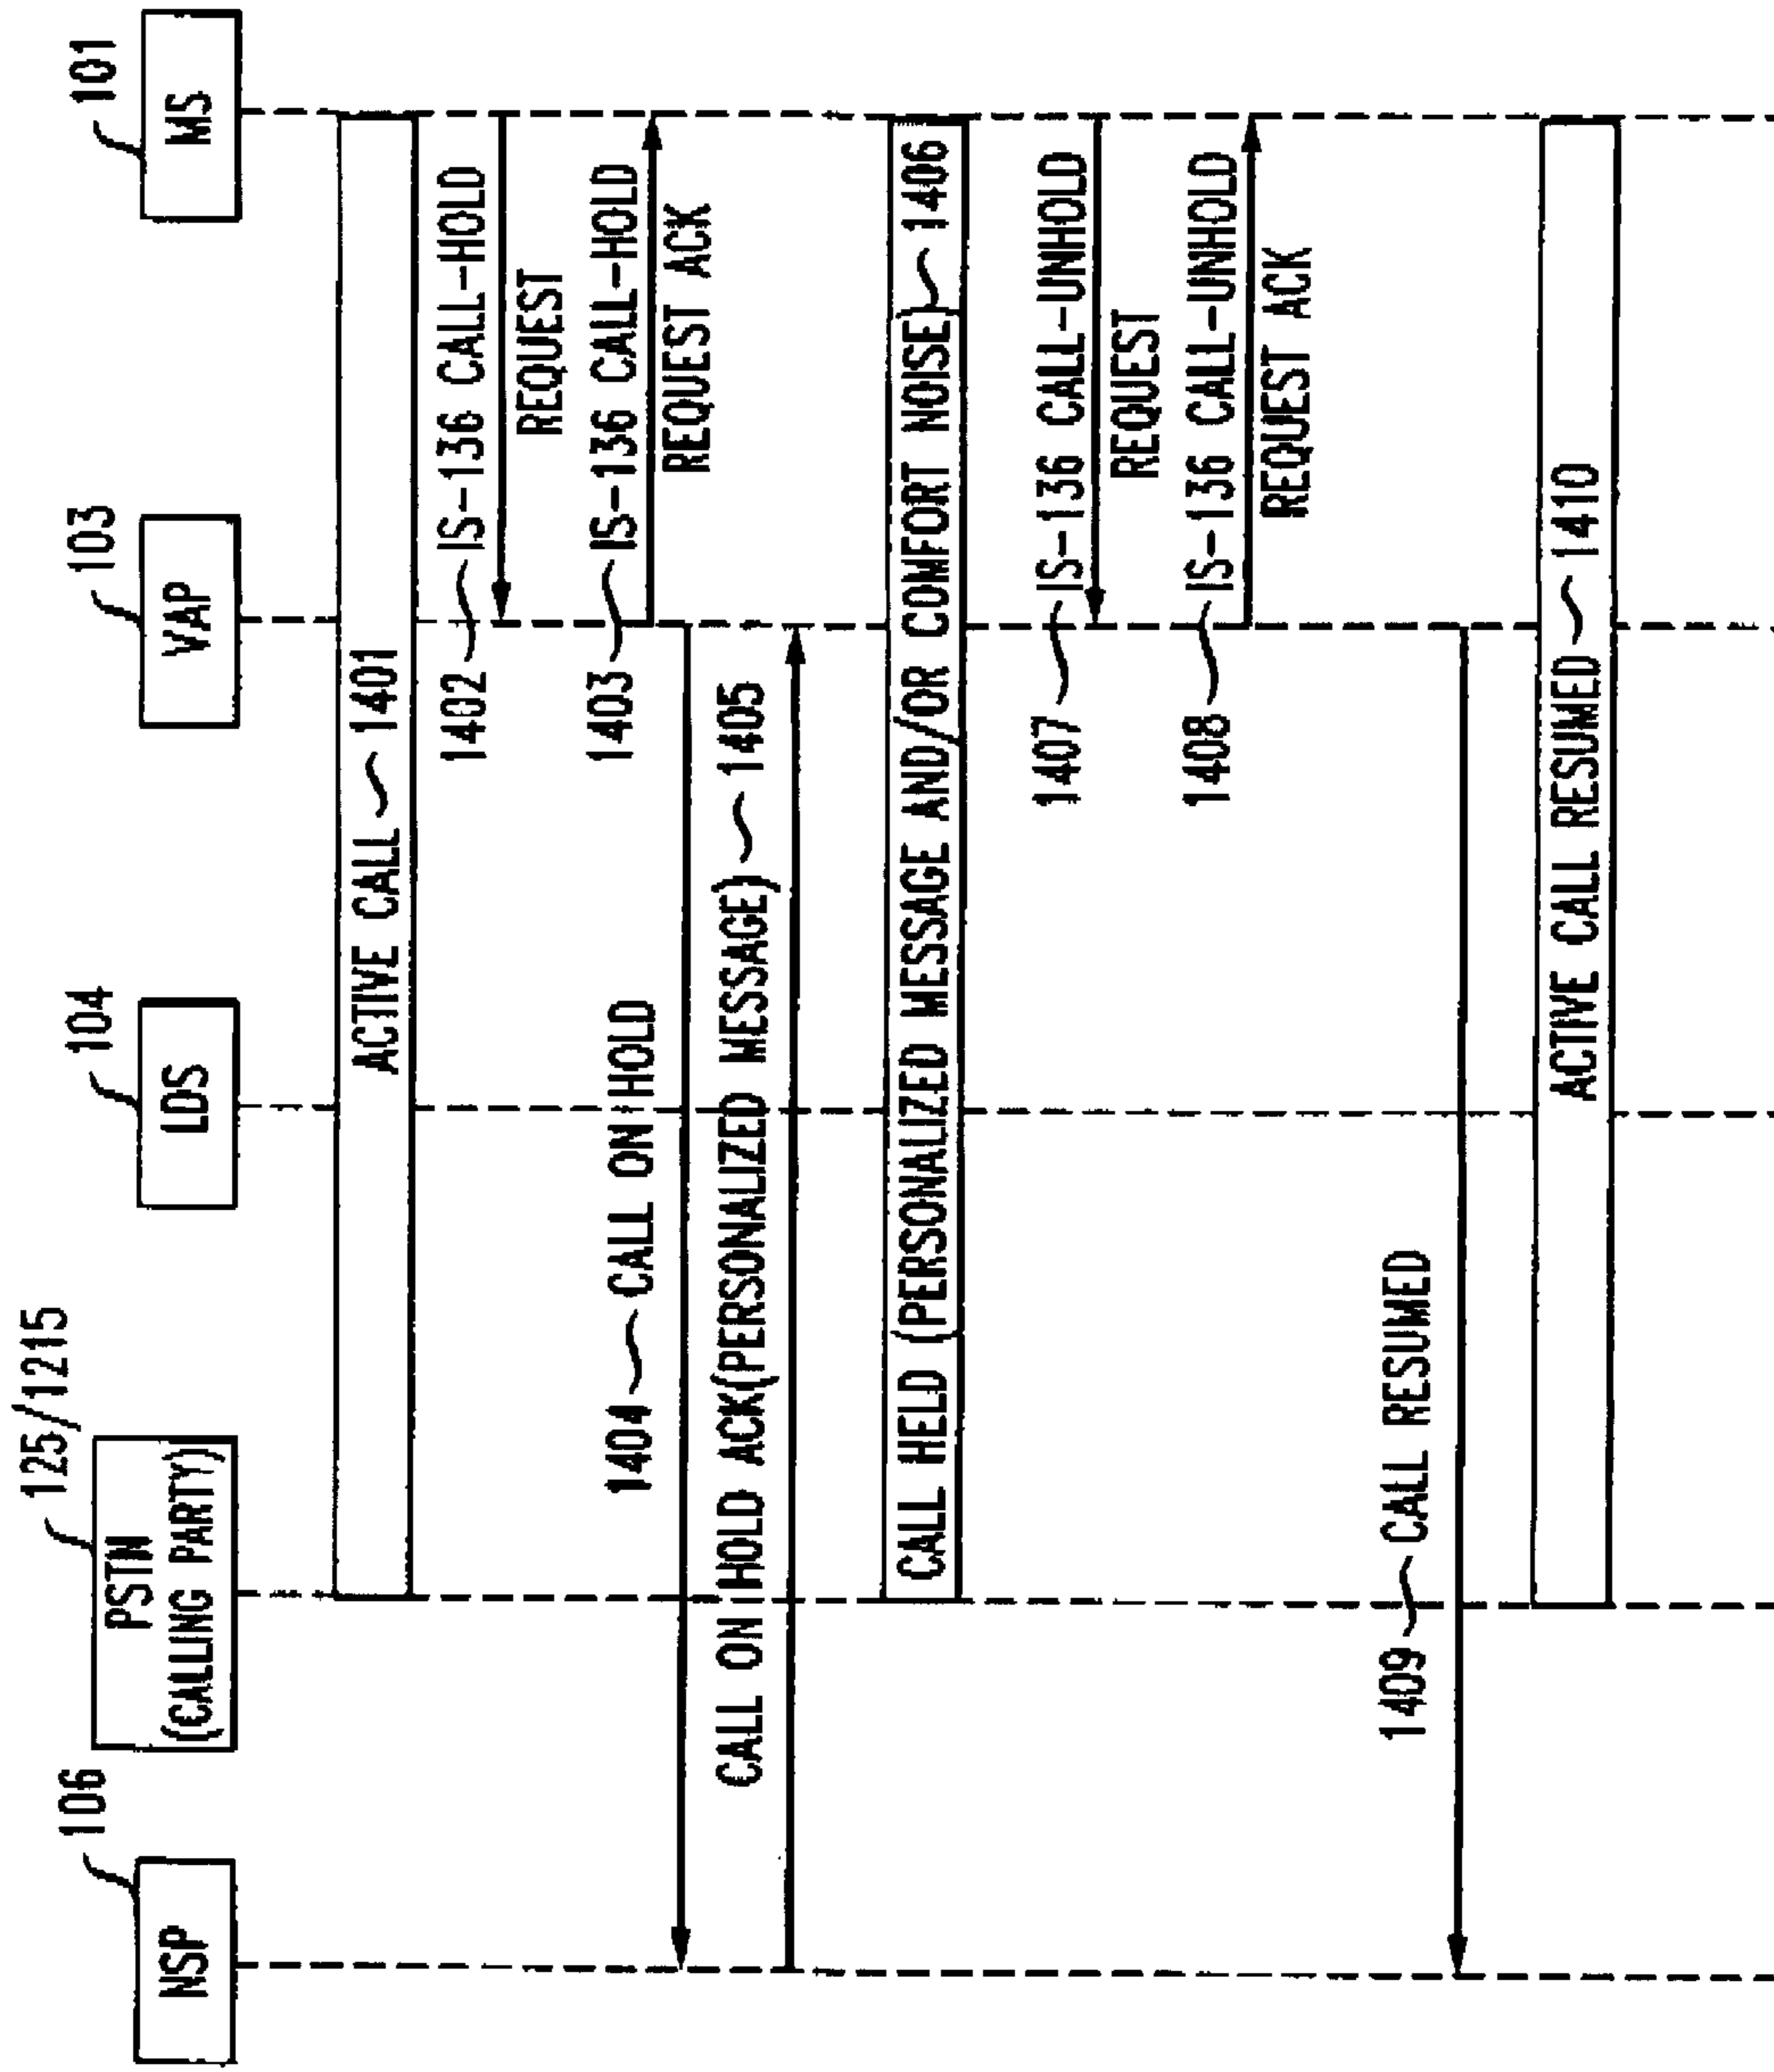 NSP
106
PSTN
(CALLING PARTY)
125/1215
LDS
104
VAP
103
MS
101
ACTIVE CALL 1401
1402 IS-136 CALL-HOLD
REQUEST
1403 IS-136 CALL-HOLD
REQUEST ACK
1404 CALL ON HOLD
CALL ON HOLD ACK(PERSONALIZED MESSAGE) 1405
CALL HELD (PERSONALIZED MESSAGE AND/OR COMFORT NOISE) 1406
1407 IS-136 CALL-UNHOLD
REQUEST
1408 IS-136 CALL-UNHOLD
REQUEST ACK
1409 CALL RESUMED
ACTIVE CALL RESUMED 1410